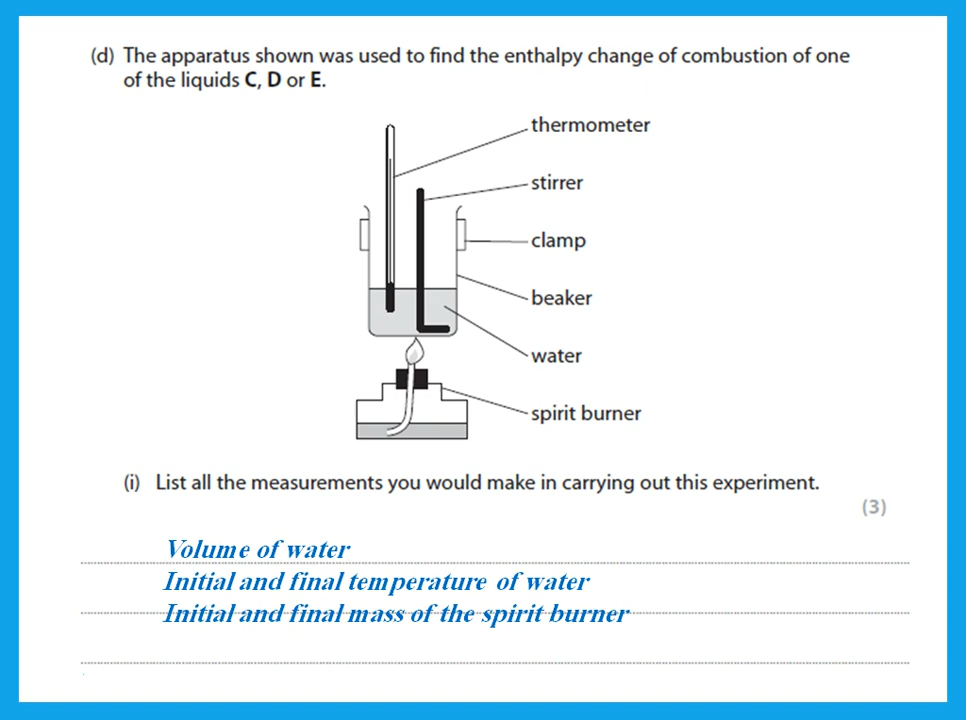 (d) The apparatus shown was used to find the enthalpy change of combustion of one
of the liquids C, D or E.
thermometer
stirrer
clamp
beaker
water
spirit burner
(i) List all the measurements you would make in carrying out this experiment.
(3)
Volume of water
Initial and final temperature of water
Initial and final mass of the spirit burner